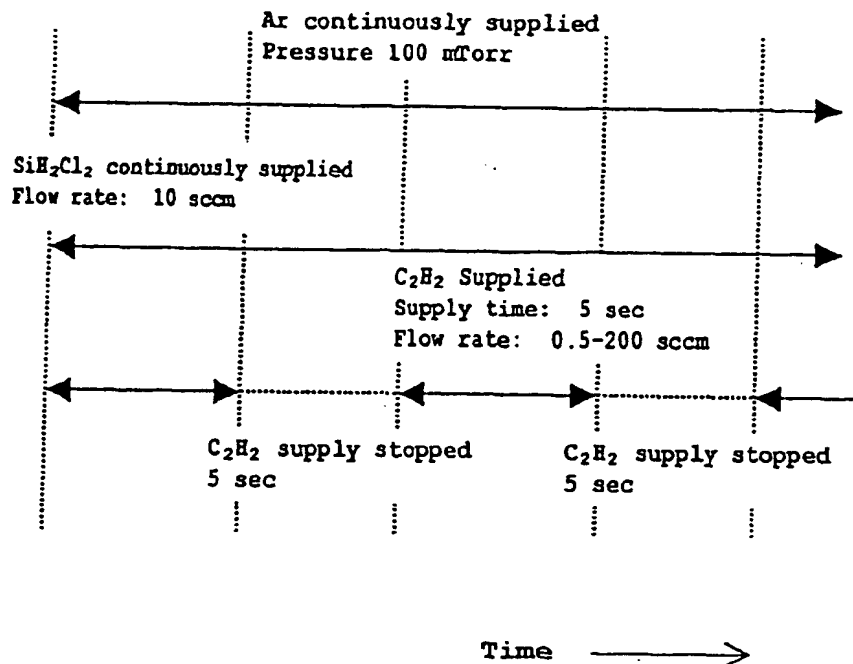 Ar continuously supplied
Pressure 100 mTorr
SiH₂Cl₂ continuously supplied
Flow rate: 10 sccm
C₂H₂ Supplied
Supply time: 5 sec
Flow rate: 0.5-200 sccm
C₂H₂ supply stopped
5 sec
C₂H₂ supply stopped
5 sec
Time